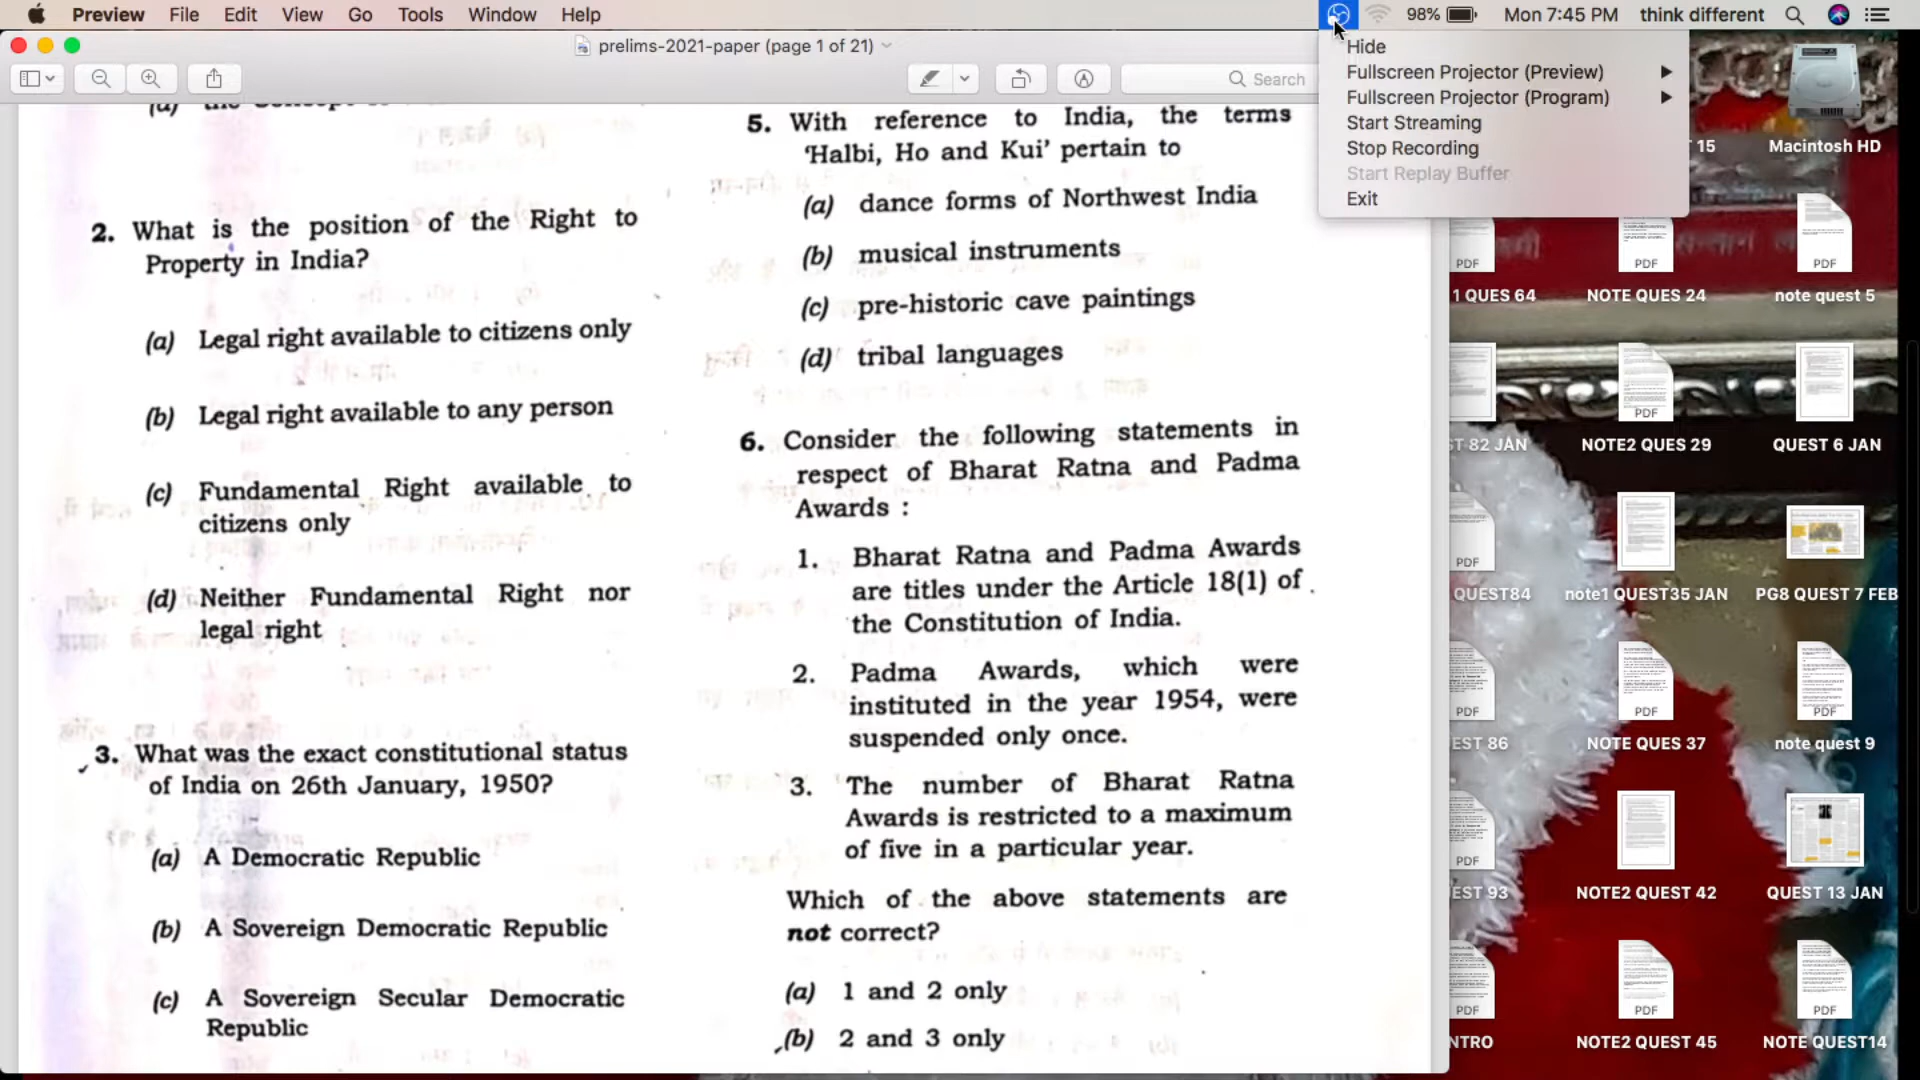 Preview File Edit View Go Tools Window Help
98% Mon 7:45 PM think different
prelims-2021-paper (page 1 of 21)
Search
Hide
Fullscreen Projector (Preview)
Fullscreen Projector (Program)
Start Streaming
Stop Recording
Start Replay Buffer
Exit
2. What is the position of the Right to
Property in India?
(a) Legal right available to citizens only
(b) Legal right available to any person
(c) Fundamental Right available to
citizens only
(d) Neither Fundamental Right nor
legal right
3. What was the exact constitutional status
of India on 26th January, 1950?
(a) A Democratic Republic
(b) A Sovereign Democratic Republic
(c) A Sovereign Secular Democratic
Republic
5. With reference to India, the terms
'Halbi, Ho and Kui' pertain to
(a) dance forms of Northwest India
(b) musical instruments
(c) pre-historic cave paintings
(d) tribal languages
6. Consider the following statements in
respect of Bharat Ratna and Padma
Awards :
1. Bharat Ratna and Padma Awards
are titles under the Article 18(1) of
the Constitution of India.
2. Padma Awards, which were
instituted in the year 1954, were
suspended only once.
3. The number of Bharat Ratna
Awards is restricted to a maximum
of five in a particular year.
Which of the above statements are
not correct?
(a) 1 and 2 only
(b) 2 and 3 only
15 Macintosh HD
PDF PDF PDF
1 QUES 64 NOTE QUES 24 note quest 5
PDF
T-82 JAN NOTE2 QUES 29 QUEST 6 JAN
PDF
QUEST84 note1 QUEST35 JAN PG8 QUEST 7 FEB
PDF PDF PDF
EST 86 NOTE QUES 37 note quest 9
PDF
EST 93 NOTE2 QUEST 42 QUEST 13 JAN
PDF PDF PDF
NTRO NOTE2 QUEST 45 NOTE QUEST14